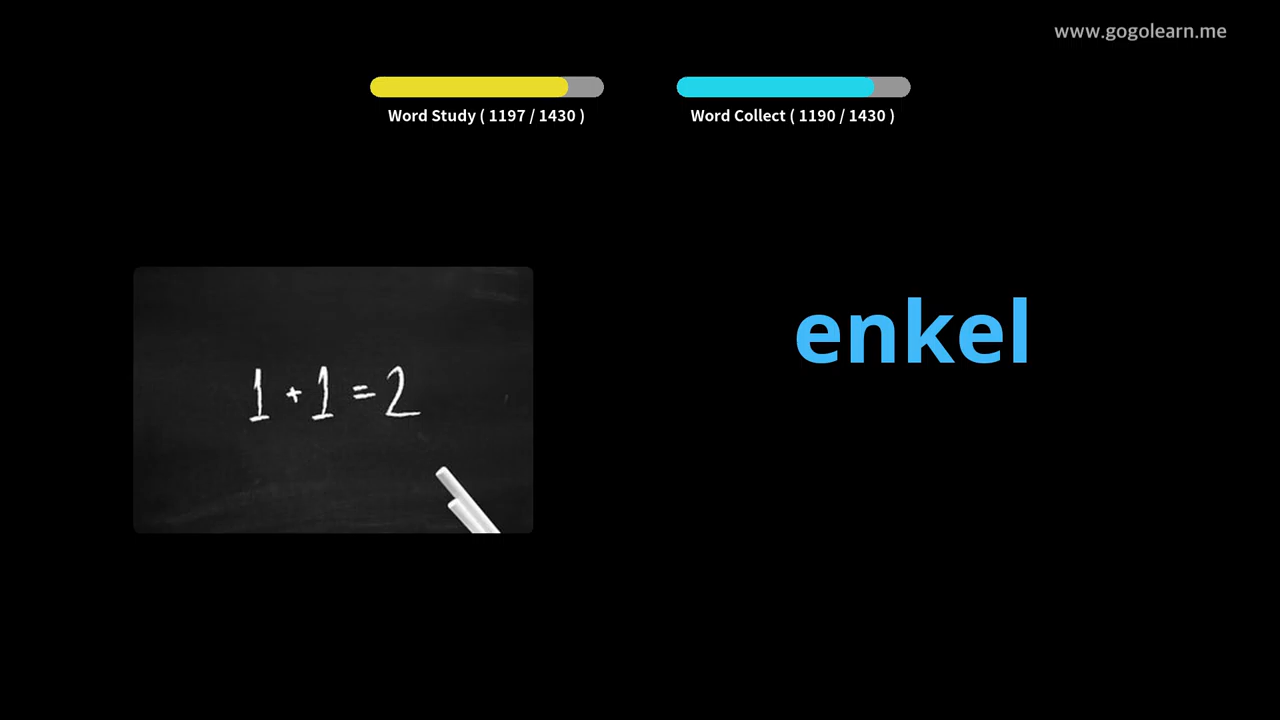 www.gogolearn.me
Word Study ( 1197 / 1430 )
Word Collect ( 1190 / 1430 )
enkel
1 + 1 = 2